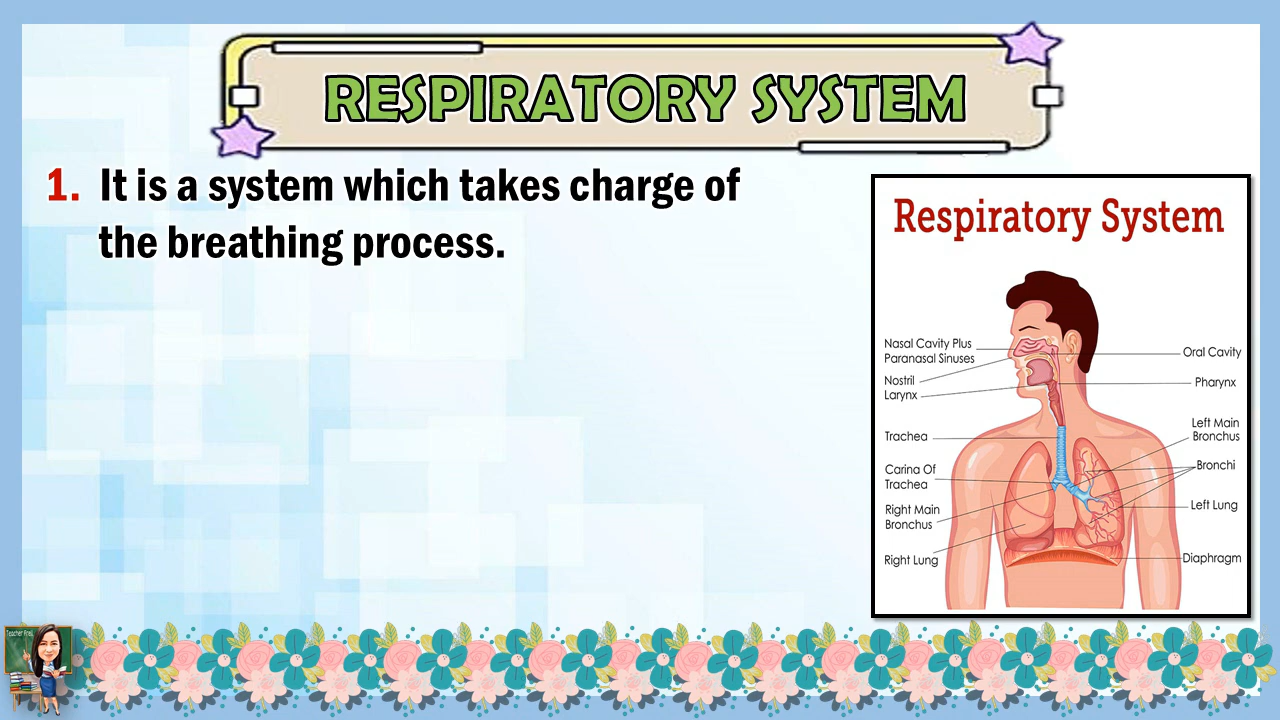 RESPIRATORY SYSTEM
1. It is a system which takes charge of
the breathing process.
Respiratory System
Nasal Cavity Plus
Paranasal Sinuses
Nostril
Larynx
Trachea
Carina Of
Trachea
Right Main
Bronchus
Right Lung
Oral Cavity
Pharynx
Left Main
Bronchus
Bronchi
Left Lung
Diaphragm
Teacher